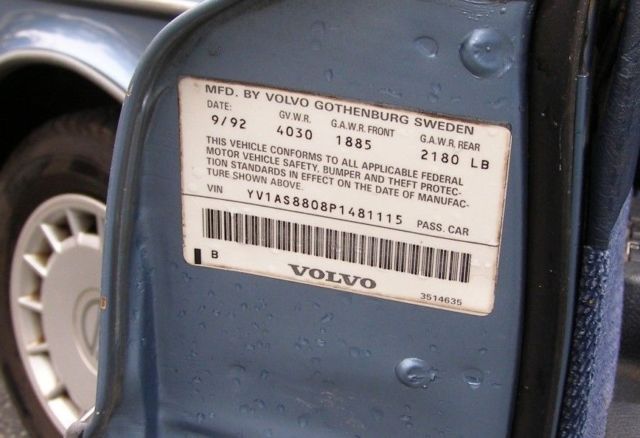 MFD. BY VOLVO GOTHENBURG SWEDEN
DATE: G.V.W.R. G.A.W.R. FRONT G.A.W.R. REAR
9/92 4030 1885 2180 LB
THIS VEHICLE CONFORMS TO ALL APPLICABLE FEDERAL
MOTOR VEHICLE SAFETY, BUMPER AND THEFT PROTEC-
TION STANDARDS IN EFFECT ON THE DATE OF MANUFAC-
TURE SHOWN ABOVE.
VIN YV1AS8808P1481115 PASS. CAR
B
VOLVO
3514635